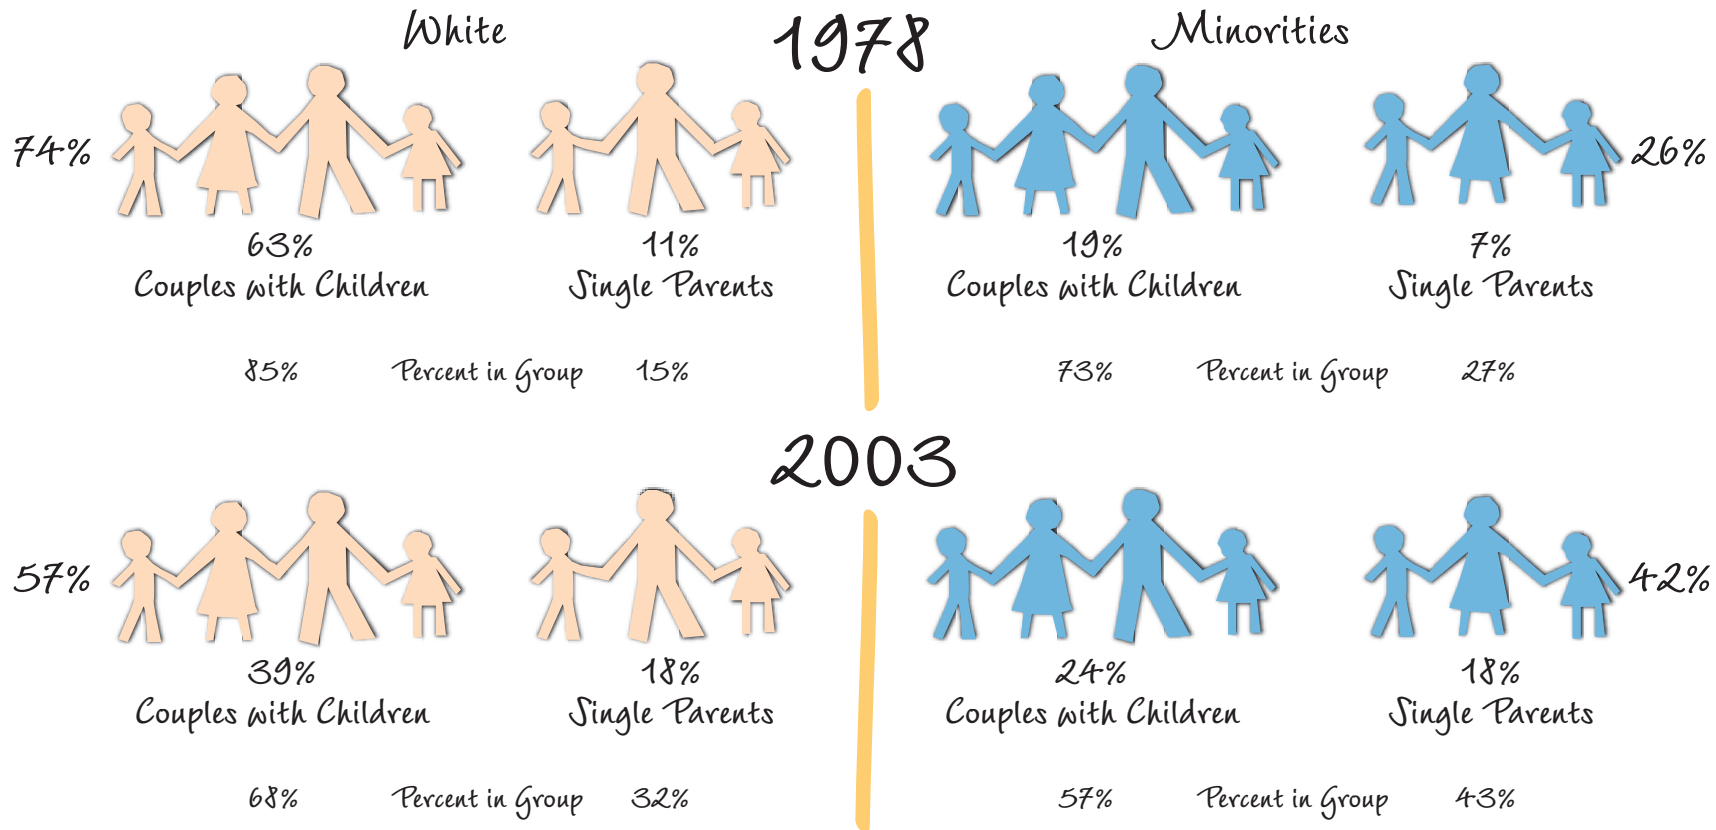 White
1978
Minorities
74%
26%
63%
11%
19%
7%
Couples with Children
Single Parents
Couples with Children
Single Parents
85%
Percent in Group
15%
73%
Percent in Group
27%
2003
57%
42%
39%
18%
24%
18%
Couples with Children
Single Parents
Couples with Children
Single Parents
68%
Percent in Group
32%
57%
Percent in Group
43%